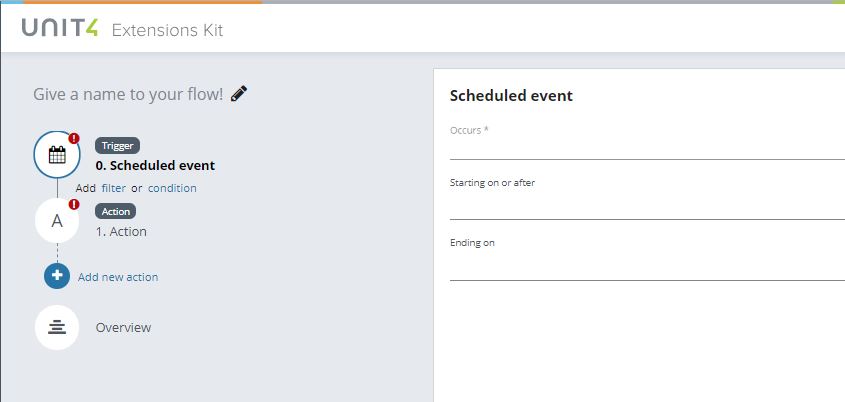 UNIT4 Extensions Kit
Give a name to your flow!
Trigger
0. Scheduled event
Add filter or condition
A
Action
1. Action
Add new action
Overview
Scheduled event
Occurs *
Starting on or after
Ending on